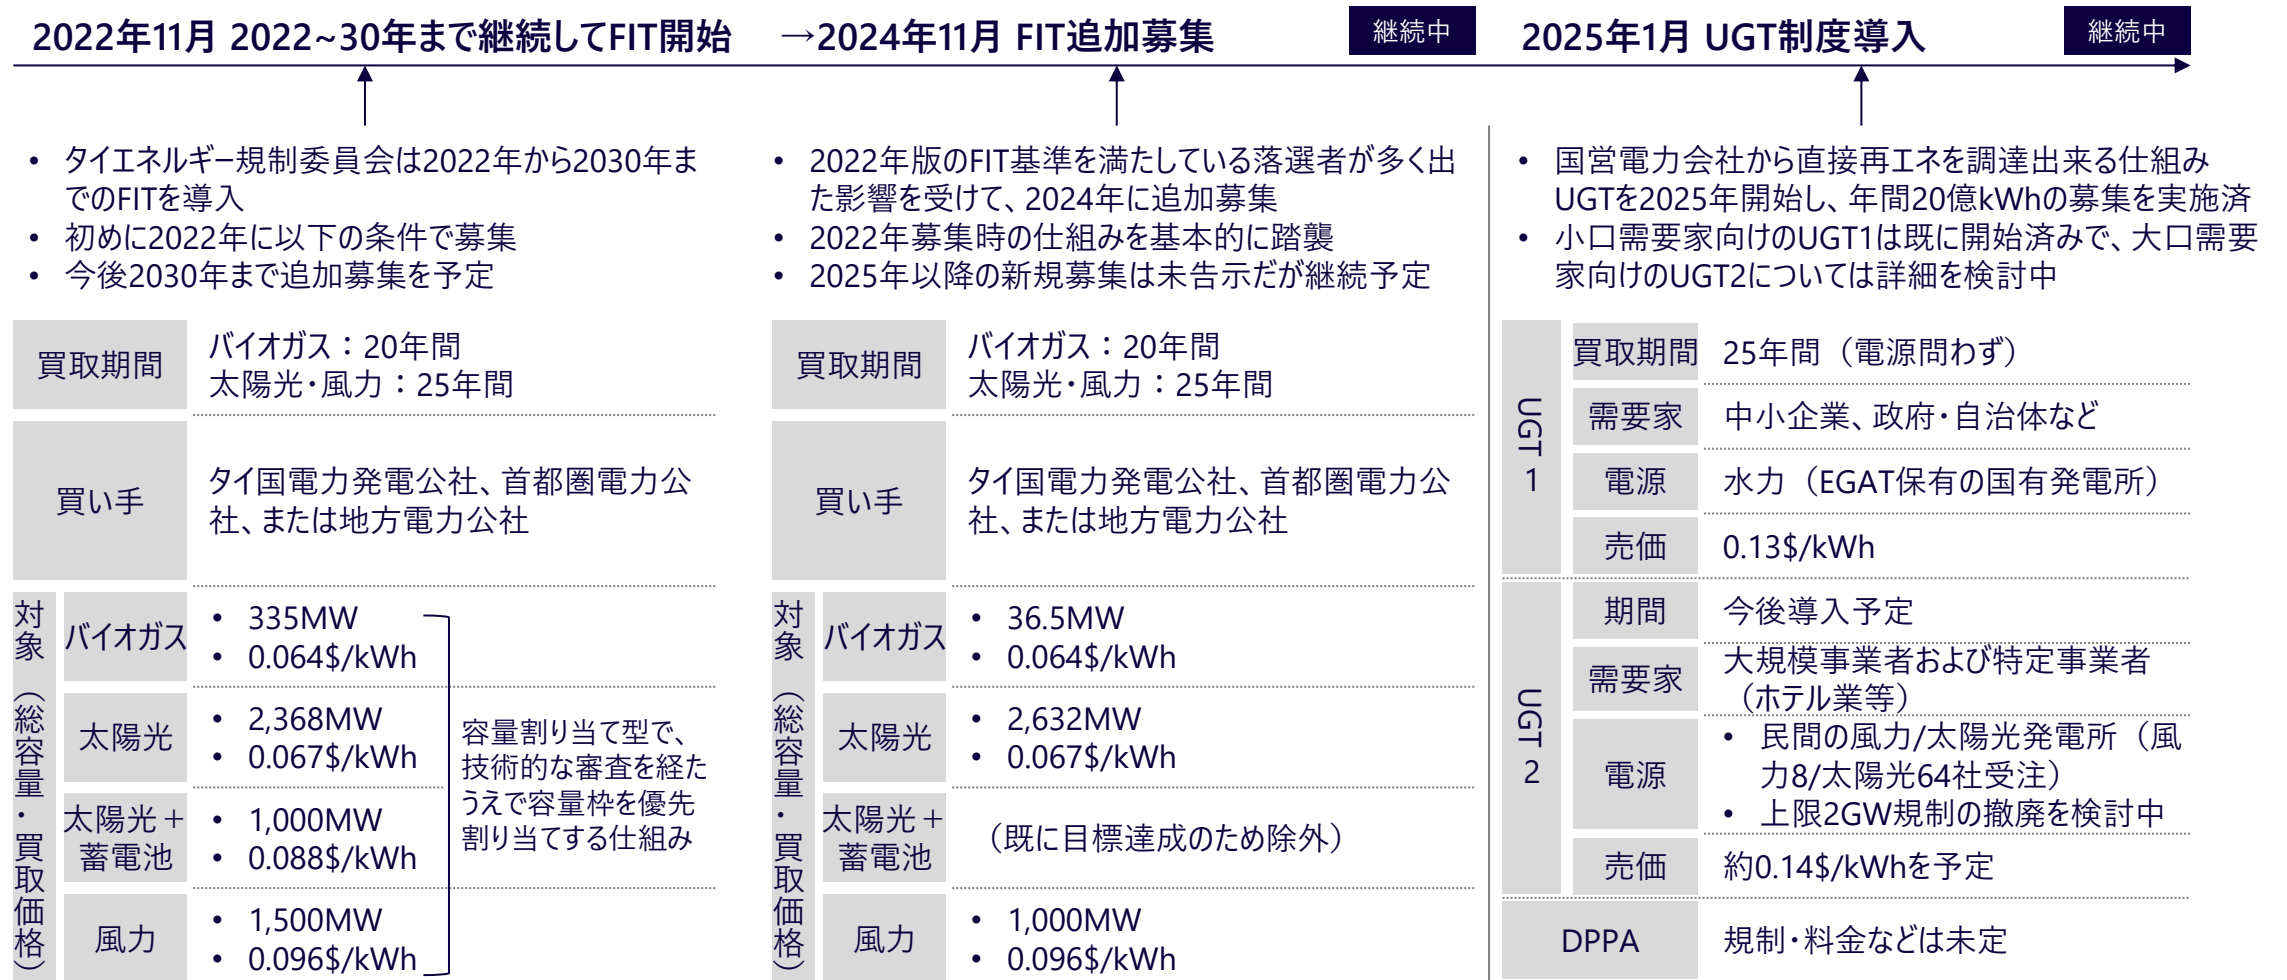 2022年11月 2022~30年まで継続してFIT開始
→2024年11月 FIT追加募集
継続中
2025年1月 UGT制度導入
継続中
• タイエネルギー規制委員会は2022年から2030年ま
でのFITを導入
• 初めに2022年に以下の条件で募集
• 今後2030年まで追加募集を予定
買取期間
バイオガス：20年間
太陽光・風力：25年間
買い手
タイ国電力発電公社、首都圏電力公
社、または地方電力公社
対象（総容量・買取価格）
バイオガス
• 335MW
• 0.064$/kWh
太陽光
• 2,368MW
• 0.067$/kWh
太陽光＋
蓄電池
• 1,000MW
• 0.088$/kWh
風力
• 1,500MW
• 0.096$/kWh
容量割り当て型で、
技術的な審査を経た
うえで容量枠を優先
割り当てする仕組み
• 2022年版のFIT基準を満たしている落選者が多く出
た影響を受けて、2024年に追加募集
• 2022年募集時の仕組みを基本的に踏襲
• 2025年以降の新規募集は未告示だが継続予定
買取期間
バイオガス：20年間
太陽光・風力：25年間
買い手
タイ国電力発電公社、首都圏電力公
社、または地方電力公社
対象（総容量・買取価格）
バイオガス
• 36.5MW
• 0.064$/kWh
太陽光
• 2,632MW
• 0.067$/kWh
太陽光＋
蓄電池
（既に目標達成のため除外）
風力
• 1,000MW
• 0.096$/kWh
• 国営電力会社から直接再エネを調達出来る仕組み
UGTを2025年開始し、年間20億kWhの募集を実施済
• 小口需要家向けのUGT1は既に開始済みで、大口需要
家向けのUGT2については詳細を検討中
UGT1
買取期間
25年間（電源問わず）
需要家
中小企業、政府・自治体など
電源
水力（EGAT保有の国有発電所）
売価
0.13$/kWh
UGT2
期間
今後導入予定
需要家
大規模事業者および特定事業者
（ホテル業等）
電源
• 民間の風力/太陽光発電所（風
力8/太陽光64社受注）
• 上限2GW規制の撤廃を検討中
売価
約0.14$/kWhを予定
DPPA
規制・料金などは未定